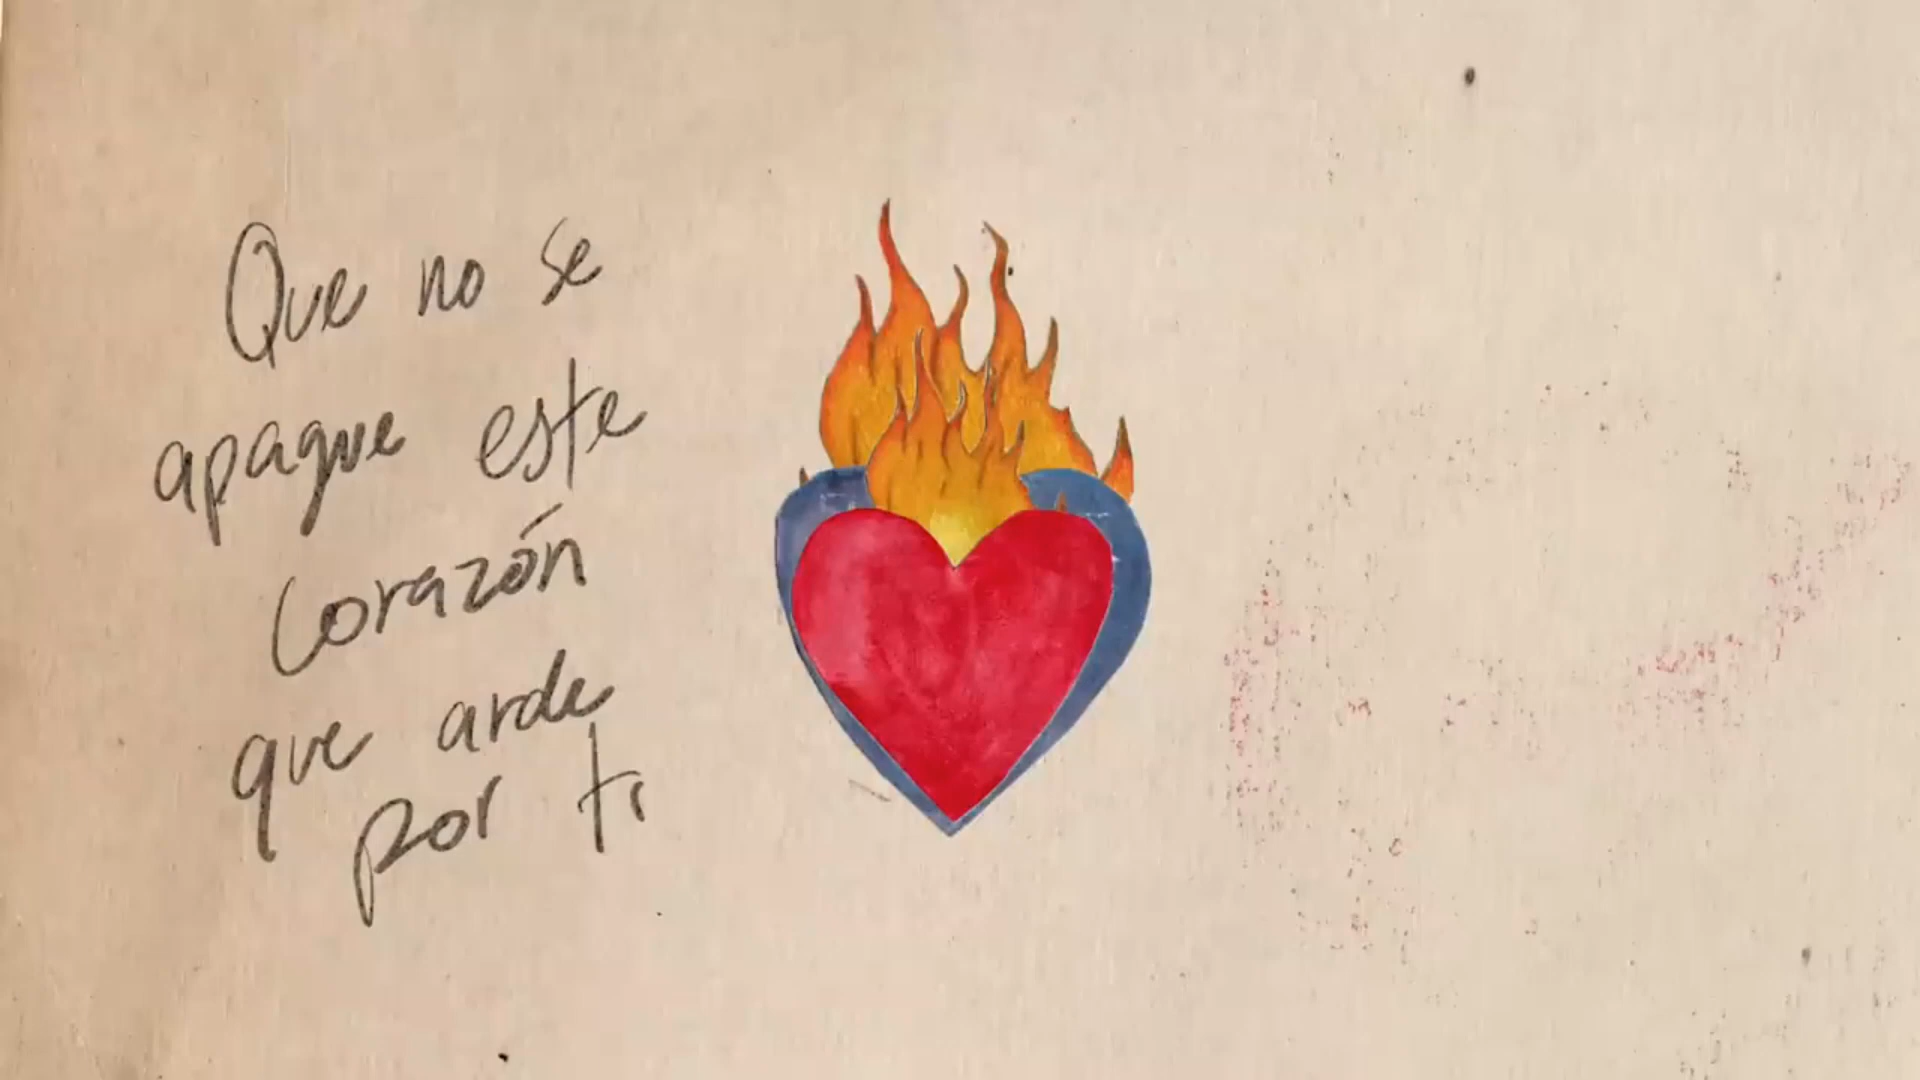 Que no se
apague este
corazón
que arde
por ti